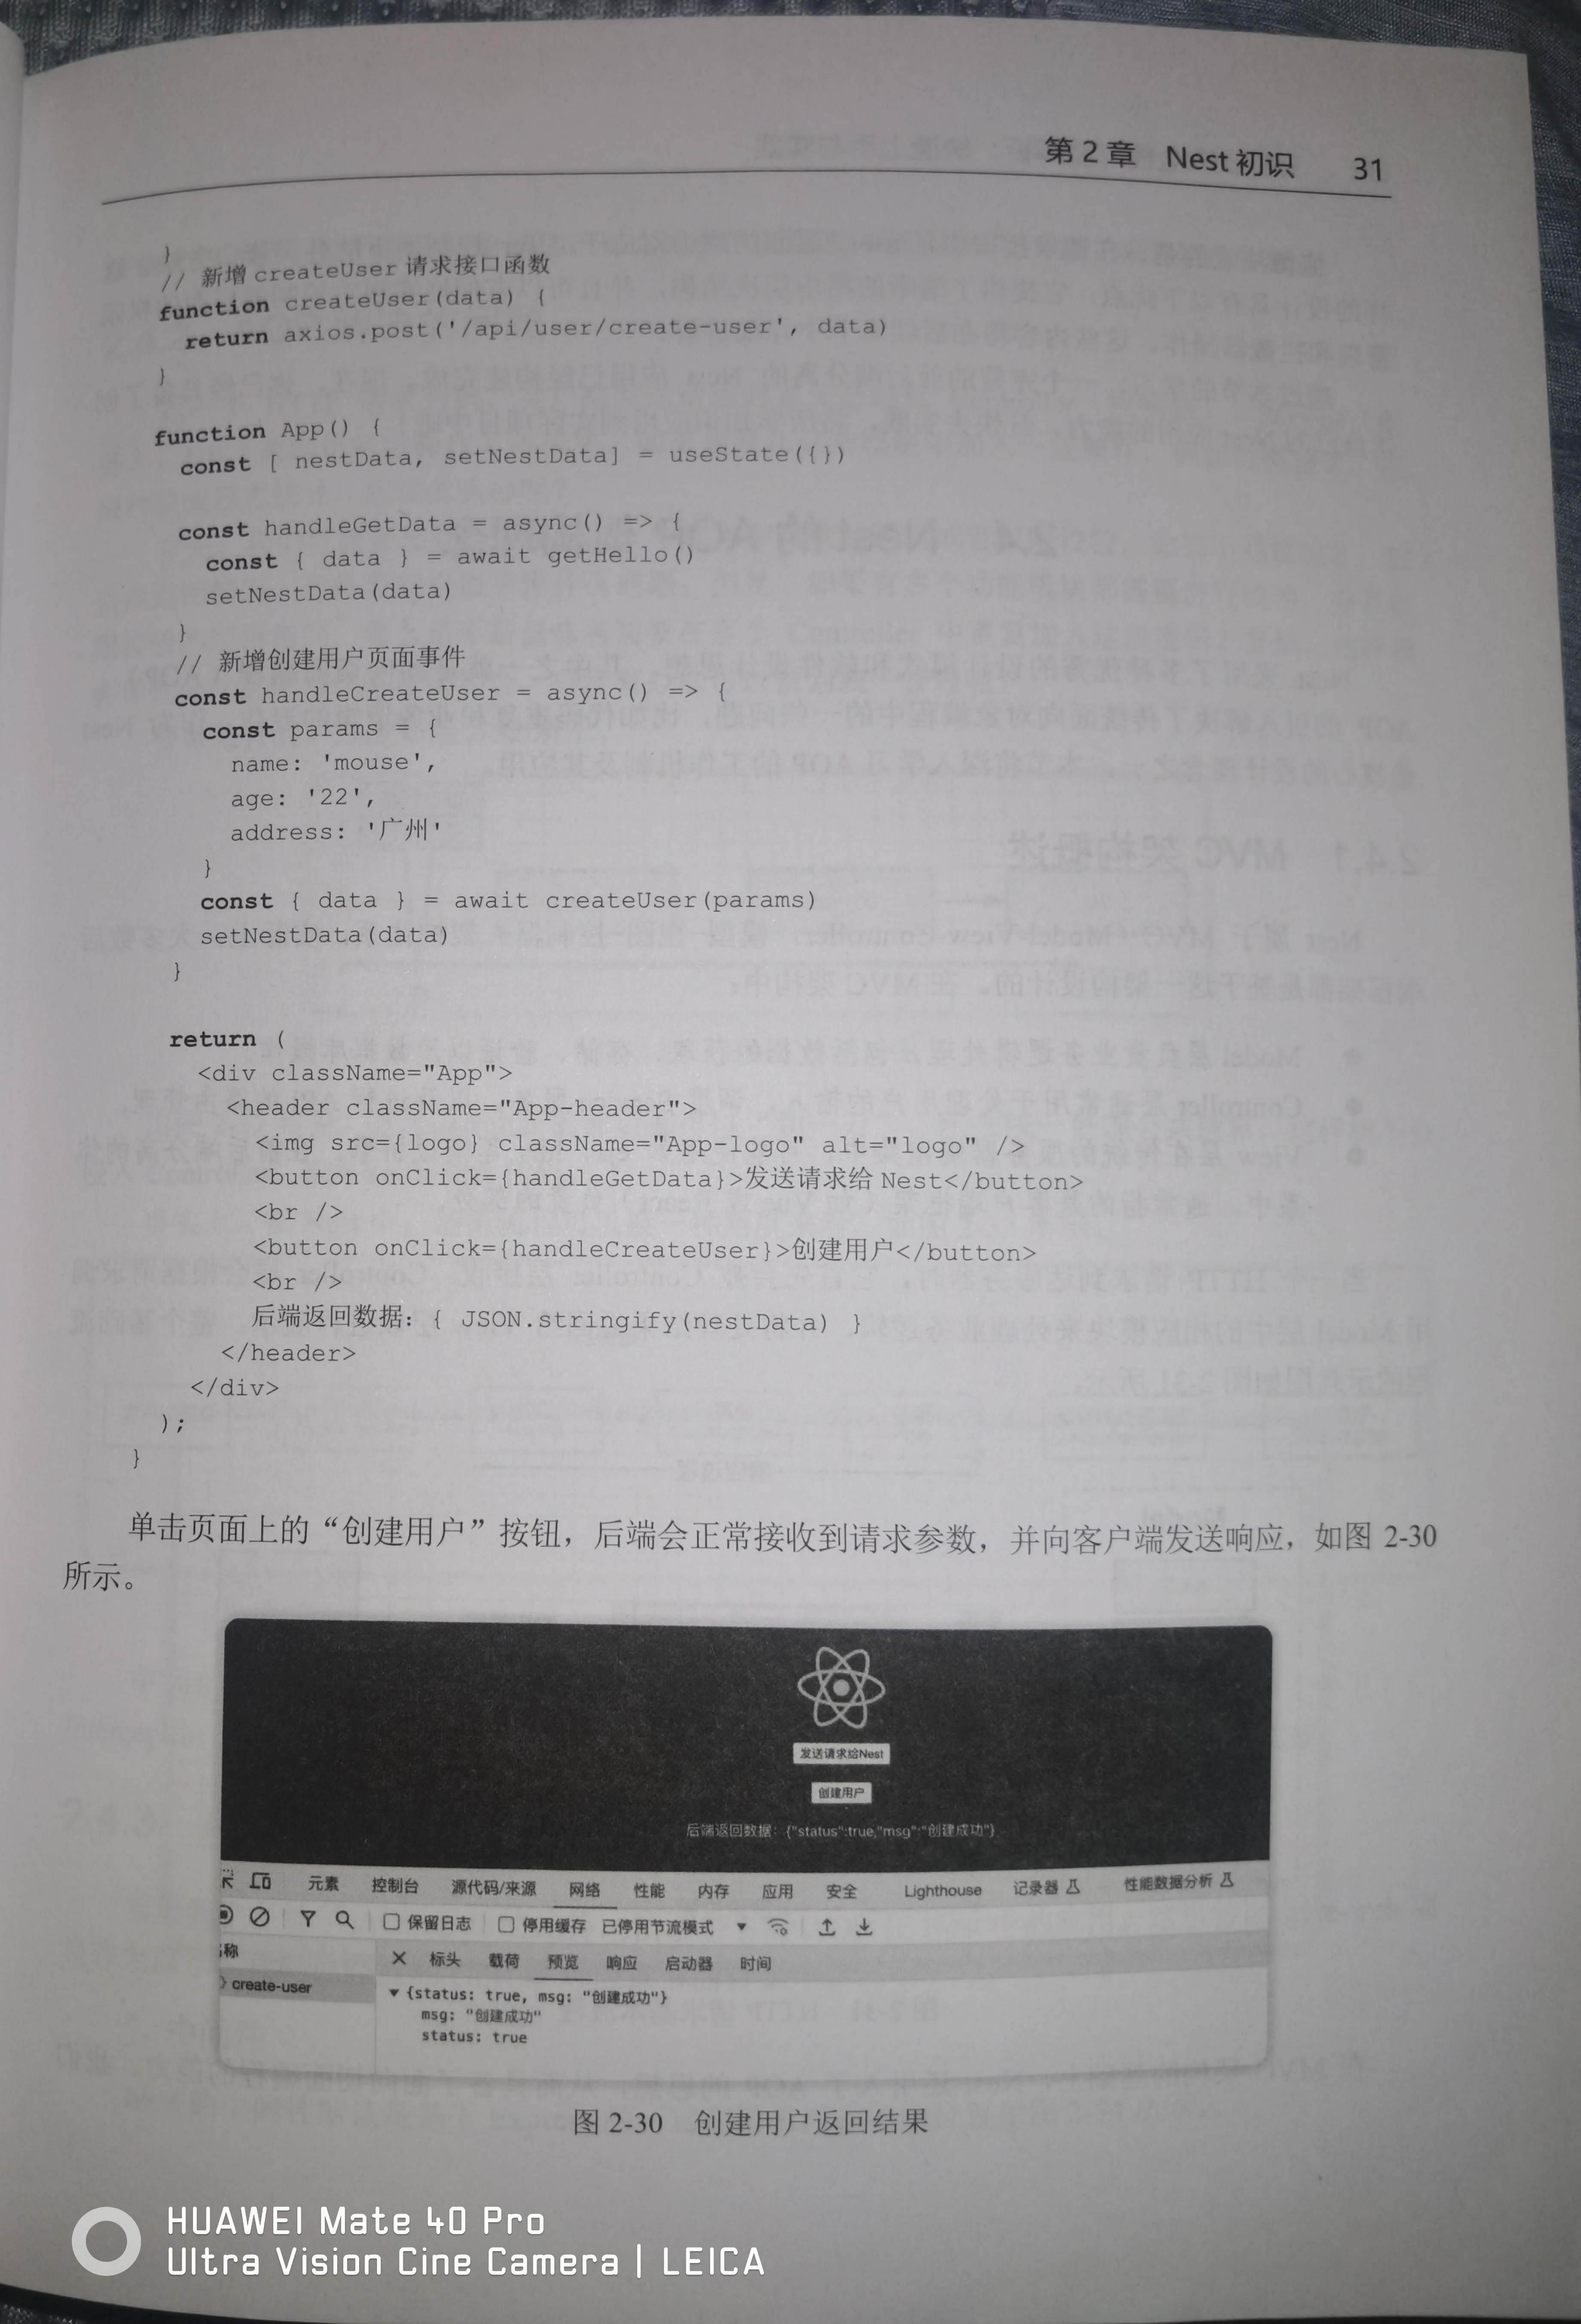 第 2 章 Nest 初识 31
}
// 新增 createUser 请求接口函数
function createUser(data) {
return axios.post('/api/user/create-user', data)
}
function App() {
const [ nestData, setNestData] = useState({})
const handleGetData = async() => {
const { data } = await getHello()
setNestData(data)
}
// 新增创建用户页面事件
const handleCreateUser = async() => {
const params = {
name: 'mouse',
age: '22',
address: '广州'
}
const { data } = await createUser(params)
setNestData(data)
}
return (
<div className="App">
<header className="App-header">
<img src={logo} className="App-logo" alt="logo" />
<button onClick={handleGetData}>发送请求给 Nest</button>
<br />
<button onClick={handleCreateUser}>创建用户</button>
<br />
后端返回数据: { JSON.stringify(nestData) }
</header>
</div>
);
}
单击页面上的“创建用户”按钮，后端会正常接收到请求参数，并向客户端发送响应，如图 2-30
所示。
发送请求给Nest
创建用户
后端返回数据：{"status":true,"msg":"创建成功"}
元素 控制台 源代码/来源 网络 性能 内存 应用 安全 Lighthouse 记录器 性能数据分析
保留日志 停用缓存 已停用节流模式
称 标头 载荷 预览 响应 启动器 时间
create-user {status: true, msg: "创建成功"}
msg: "创建成功"
status: true
图 2-30 创建用户返回结果
HUAWEI Mate 40 Pro
Ultra Vision Cine Camera | LEICA